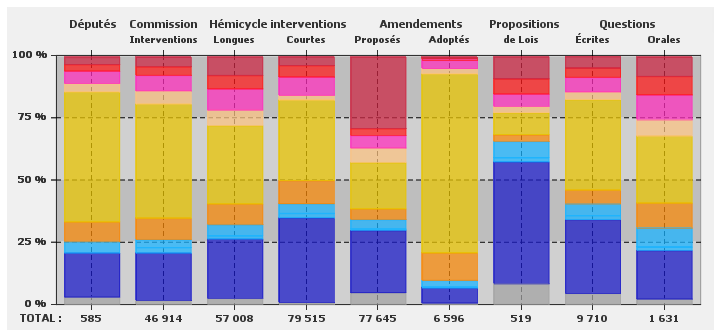 Députés Commission Hémicycle interventions Amendements Propositions Questions
Interventions Longues Courtes Proposés Adoptés de Lois Écrites Orales
100 %
75 %
50 %
25 %
0 %
TOTAL : 585 46 914 57 008 79 515 77 645 6 596 519 9 710 1 631